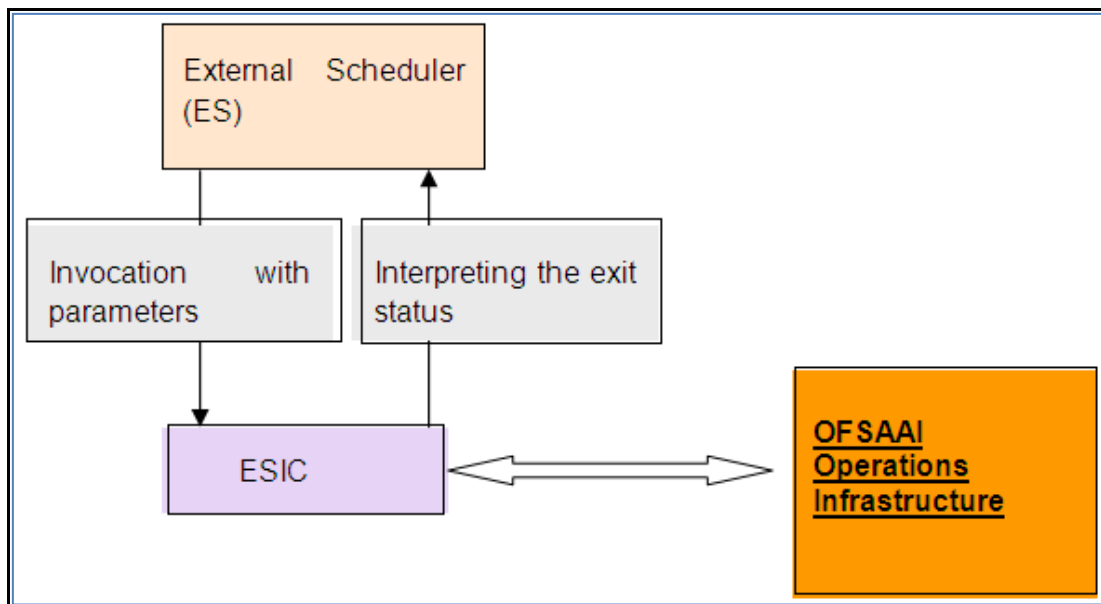 External Scheduler
(ES)
Invocation with
parameters
Interpreting the exit
status
ESIC
OFSAAI
Operations
Infrastructure